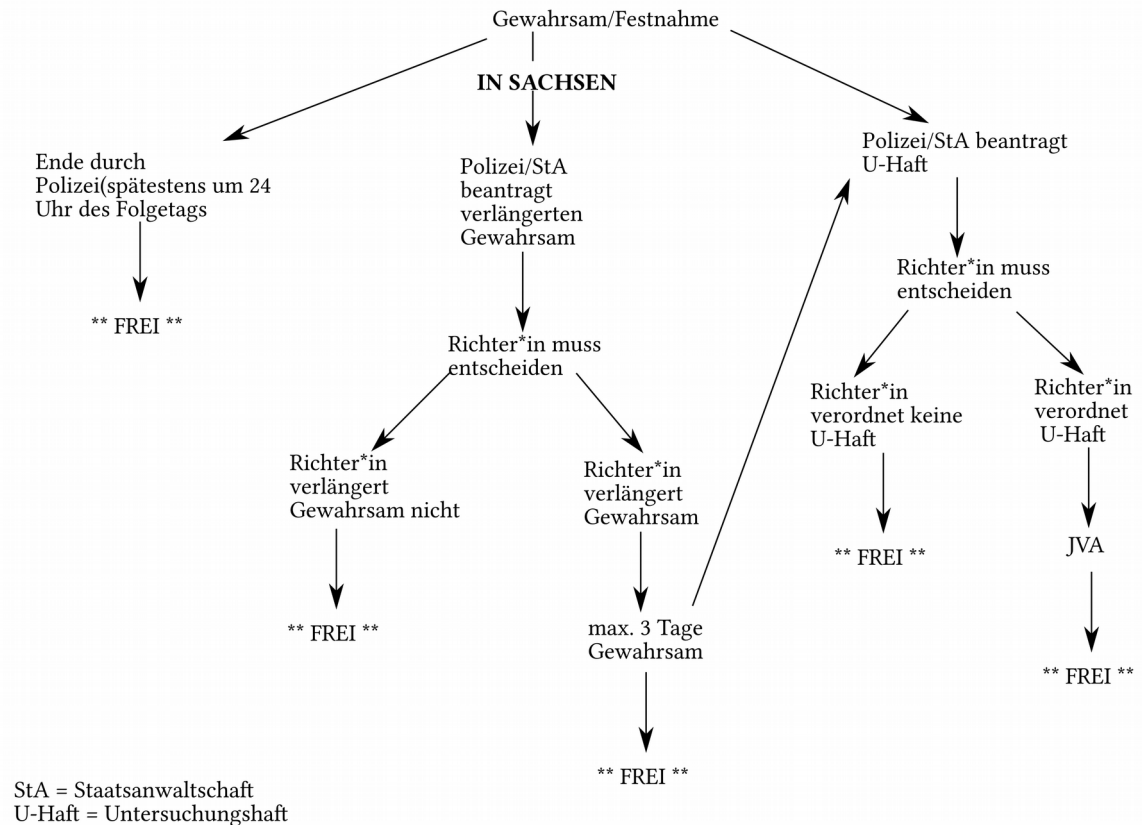 Gewahrsam/Festnahme
IN SACHSEN
Ende durch
Polizei(spätestens um 24
Uhr des Folgetags
** FREI **
Polizei/StA
beantragt
verlängerten
Gewahrsam
Richter*in muss
entscheiden
Richter*in
verlängert
Gewahrsam nicht
** FREI **
Richter*in
verlängert
Gewahrsam
max. 3 Tage
Gewahrsam
** FREI **
Polizei/StA beantragt
U-Haft
Richter*in muss
entscheiden
Richter*in
verordnet keine
U-Haft
** FREI **
Richter*in
verordnet
U-Haft
JVA
** FREI **
StA = Staatsanwaltschaft
U-Haft = Untersuchungshaft